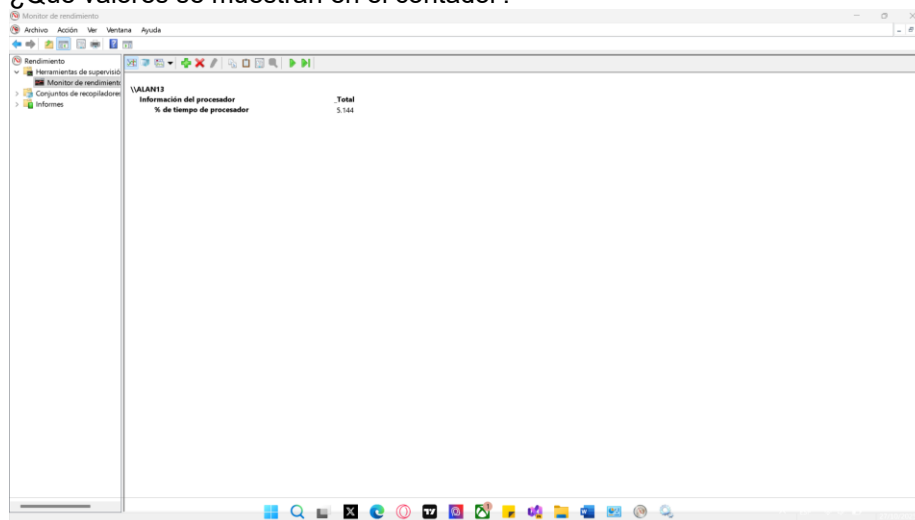 ¿Qué valores se muestran en el contador?
Monitor de rendimiento
Archivo Acción Ver Ventana Ayuda
Rendimiento
Herramientas de supervisió
Monitor de rendimiento
Conjuntos de recopiladore
Informes
\\ALAN13
Información del procesador _Total
% de tiempo de procesador 5.144